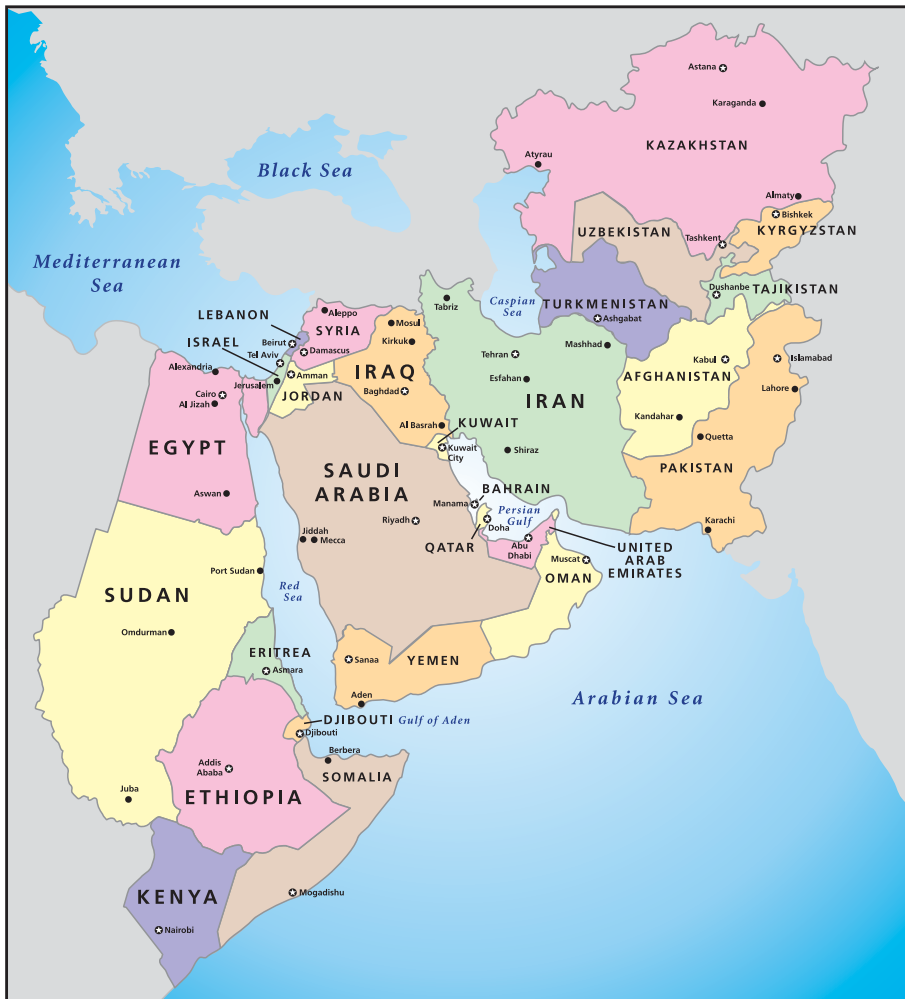 Astana
Karaganda
KAZAKHSTAN
Atyrau
Black Sea
Almaty
Bishkek
KYRGYZSTAN
UZBEKISTAN
Tashkent
Mediterranean
Sea
Dushanbe
TAJIKISTAN
Caspian
Sea
TURKMENISTAN
Ashgabat
Tabriz
Aleppo
LEBANON
SYRIA
Mosul
Kirkuk
Beirut
ISRAEL
Tel Aviv
Damascus
Tehran
Mashhad
Kabul
Islamabad
AFGHANISTAN
Alexandria
Jerusalem
Amman
IRAQ
Baghdad
JORDAN
Esfahan
IRAN
Lahore
Cairo
Al Jizah
Kandahar
Quetta
Al Basrah
KUWAIT
Kuwait
City
Shiraz
EGYPT
PAKISTAN
SAUDI
ARABIA
Aswan
BAHRAIN
Manama
Persian
Gulf
Riyadh
Doha
QATAR
Karachi
Jiddah
Mecca
Abu
Dhabi
UNITED
ARAB
EMIRATES
Muscat
OMAN
Port Sudan
SUDAN
Red
Sea
Omdurman
ERITREA
Asmara
Sanaa
YEMEN
Aden
Arabian Sea
DJIBOUTI
Gulf of Aden
Djibouti
Berbera
Addis
Ababa
SOMALIA
Juba
ETHIOPIA
KENYA
Mogadishu
Nairobi